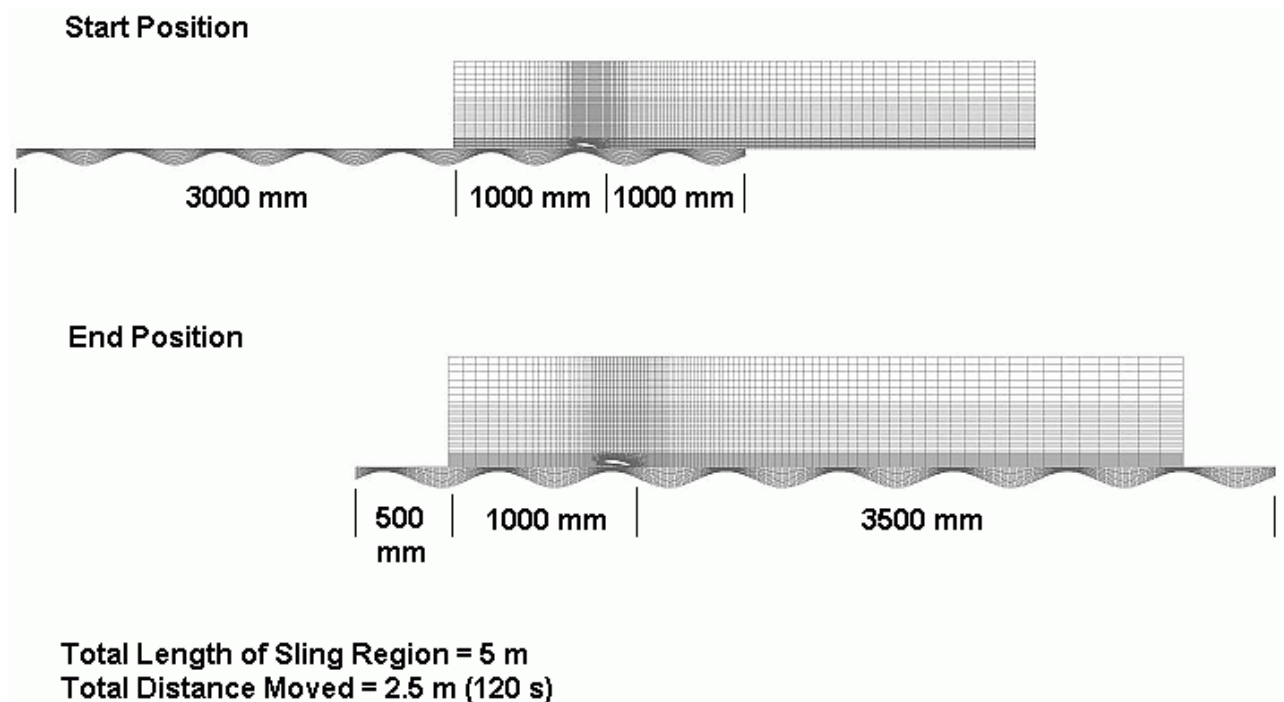 Start Position
3000 mm
1000 mm
1000 mm
End Position
500
mm
1000 mm
3500 mm
Total Length of Sling Region = 5 m
Total Distance Moved = 2.5 m (120 s)